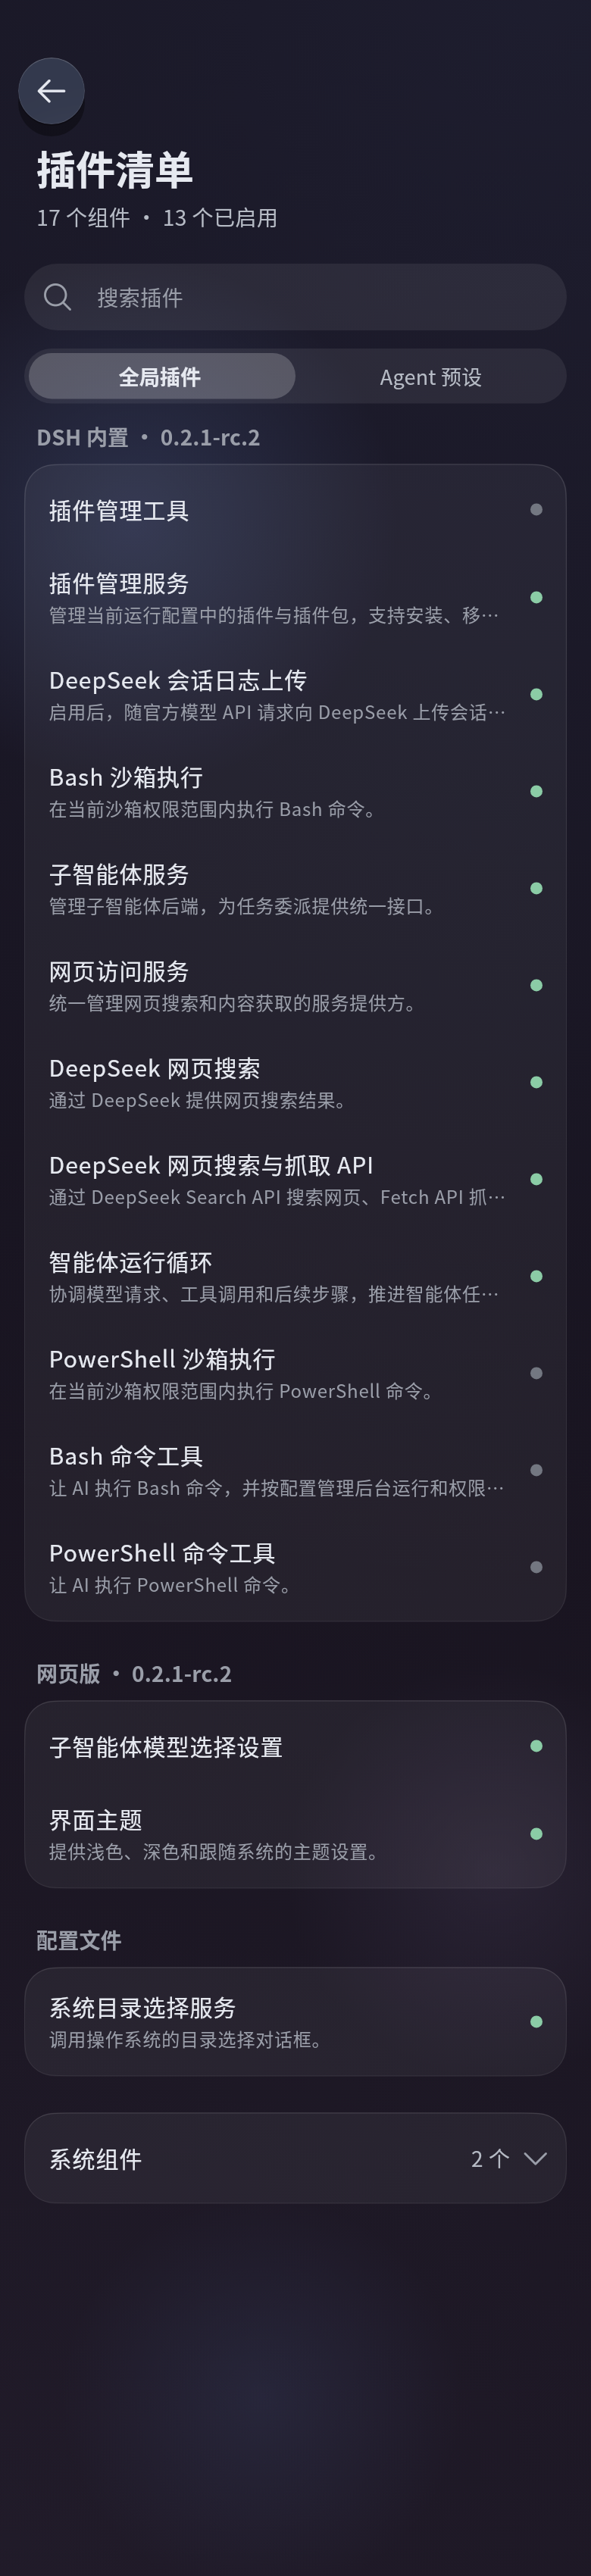 插件清单
17 个组件 · 13 个已启用
搜索插件
全局插件
Agent 预设
DSH 内置 · 0.2.1-rc.2
插件管理工具
插件管理服务
管理当前运行配置中的插件与插件包，支持安装、移…
DeepSeek 会话日志上传
启用后，随官方模型 API 请求向 DeepSeek 上传会话…
Bash 沙箱执行
在当前沙箱权限范围内执行 Bash 命令。
子智能体服务
管理子智能体后端，为任务委派提供统一接口。
网页访问服务
统一管理网页搜索和内容获取的服务提供方。
DeepSeek 网页搜索
通过 DeepSeek 提供网页搜索结果。
DeepSeek 网页搜索与抓取 API
通过 DeepSeek Search API 搜索网页、Fetch API 抓…
智能体运行循环
协调模型请求、工具调用和后续步骤，推进智能体任…
PowerShell 沙箱执行
在当前沙箱权限范围内执行 PowerShell 命令。
Bash 命令工具
让 AI 执行 Bash 命令，并按配置管理后台运行和权限…
PowerShell 命令工具
让 AI 执行 PowerShell 命令。
网页版 · 0.2.1-rc.2
子智能体模型选择设置
界面主题
提供浅色、深色和跟随系统的主题设置。
配置文件
系统目录选择服务
调用操作系统的目录选择对话框。
系统组件
2 个